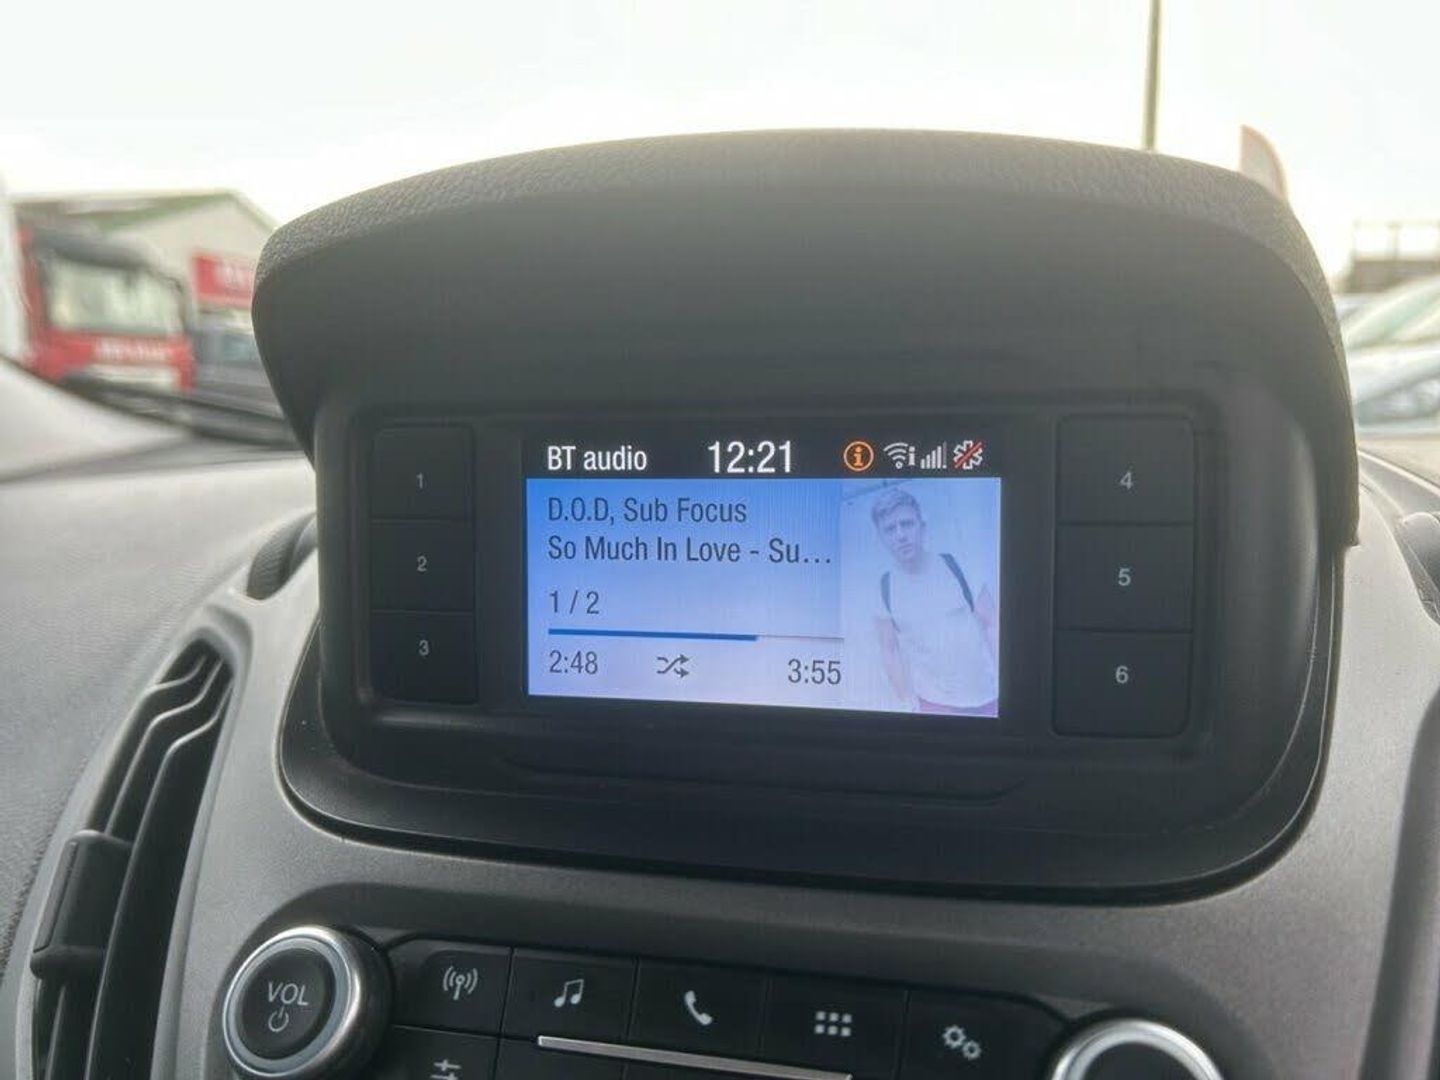 BT audio 12:21
D.O.D, Sub Focus
So Much In Love - Su...
1 / 2
2:48 3:55
1
2
3
4
5
6
VOL